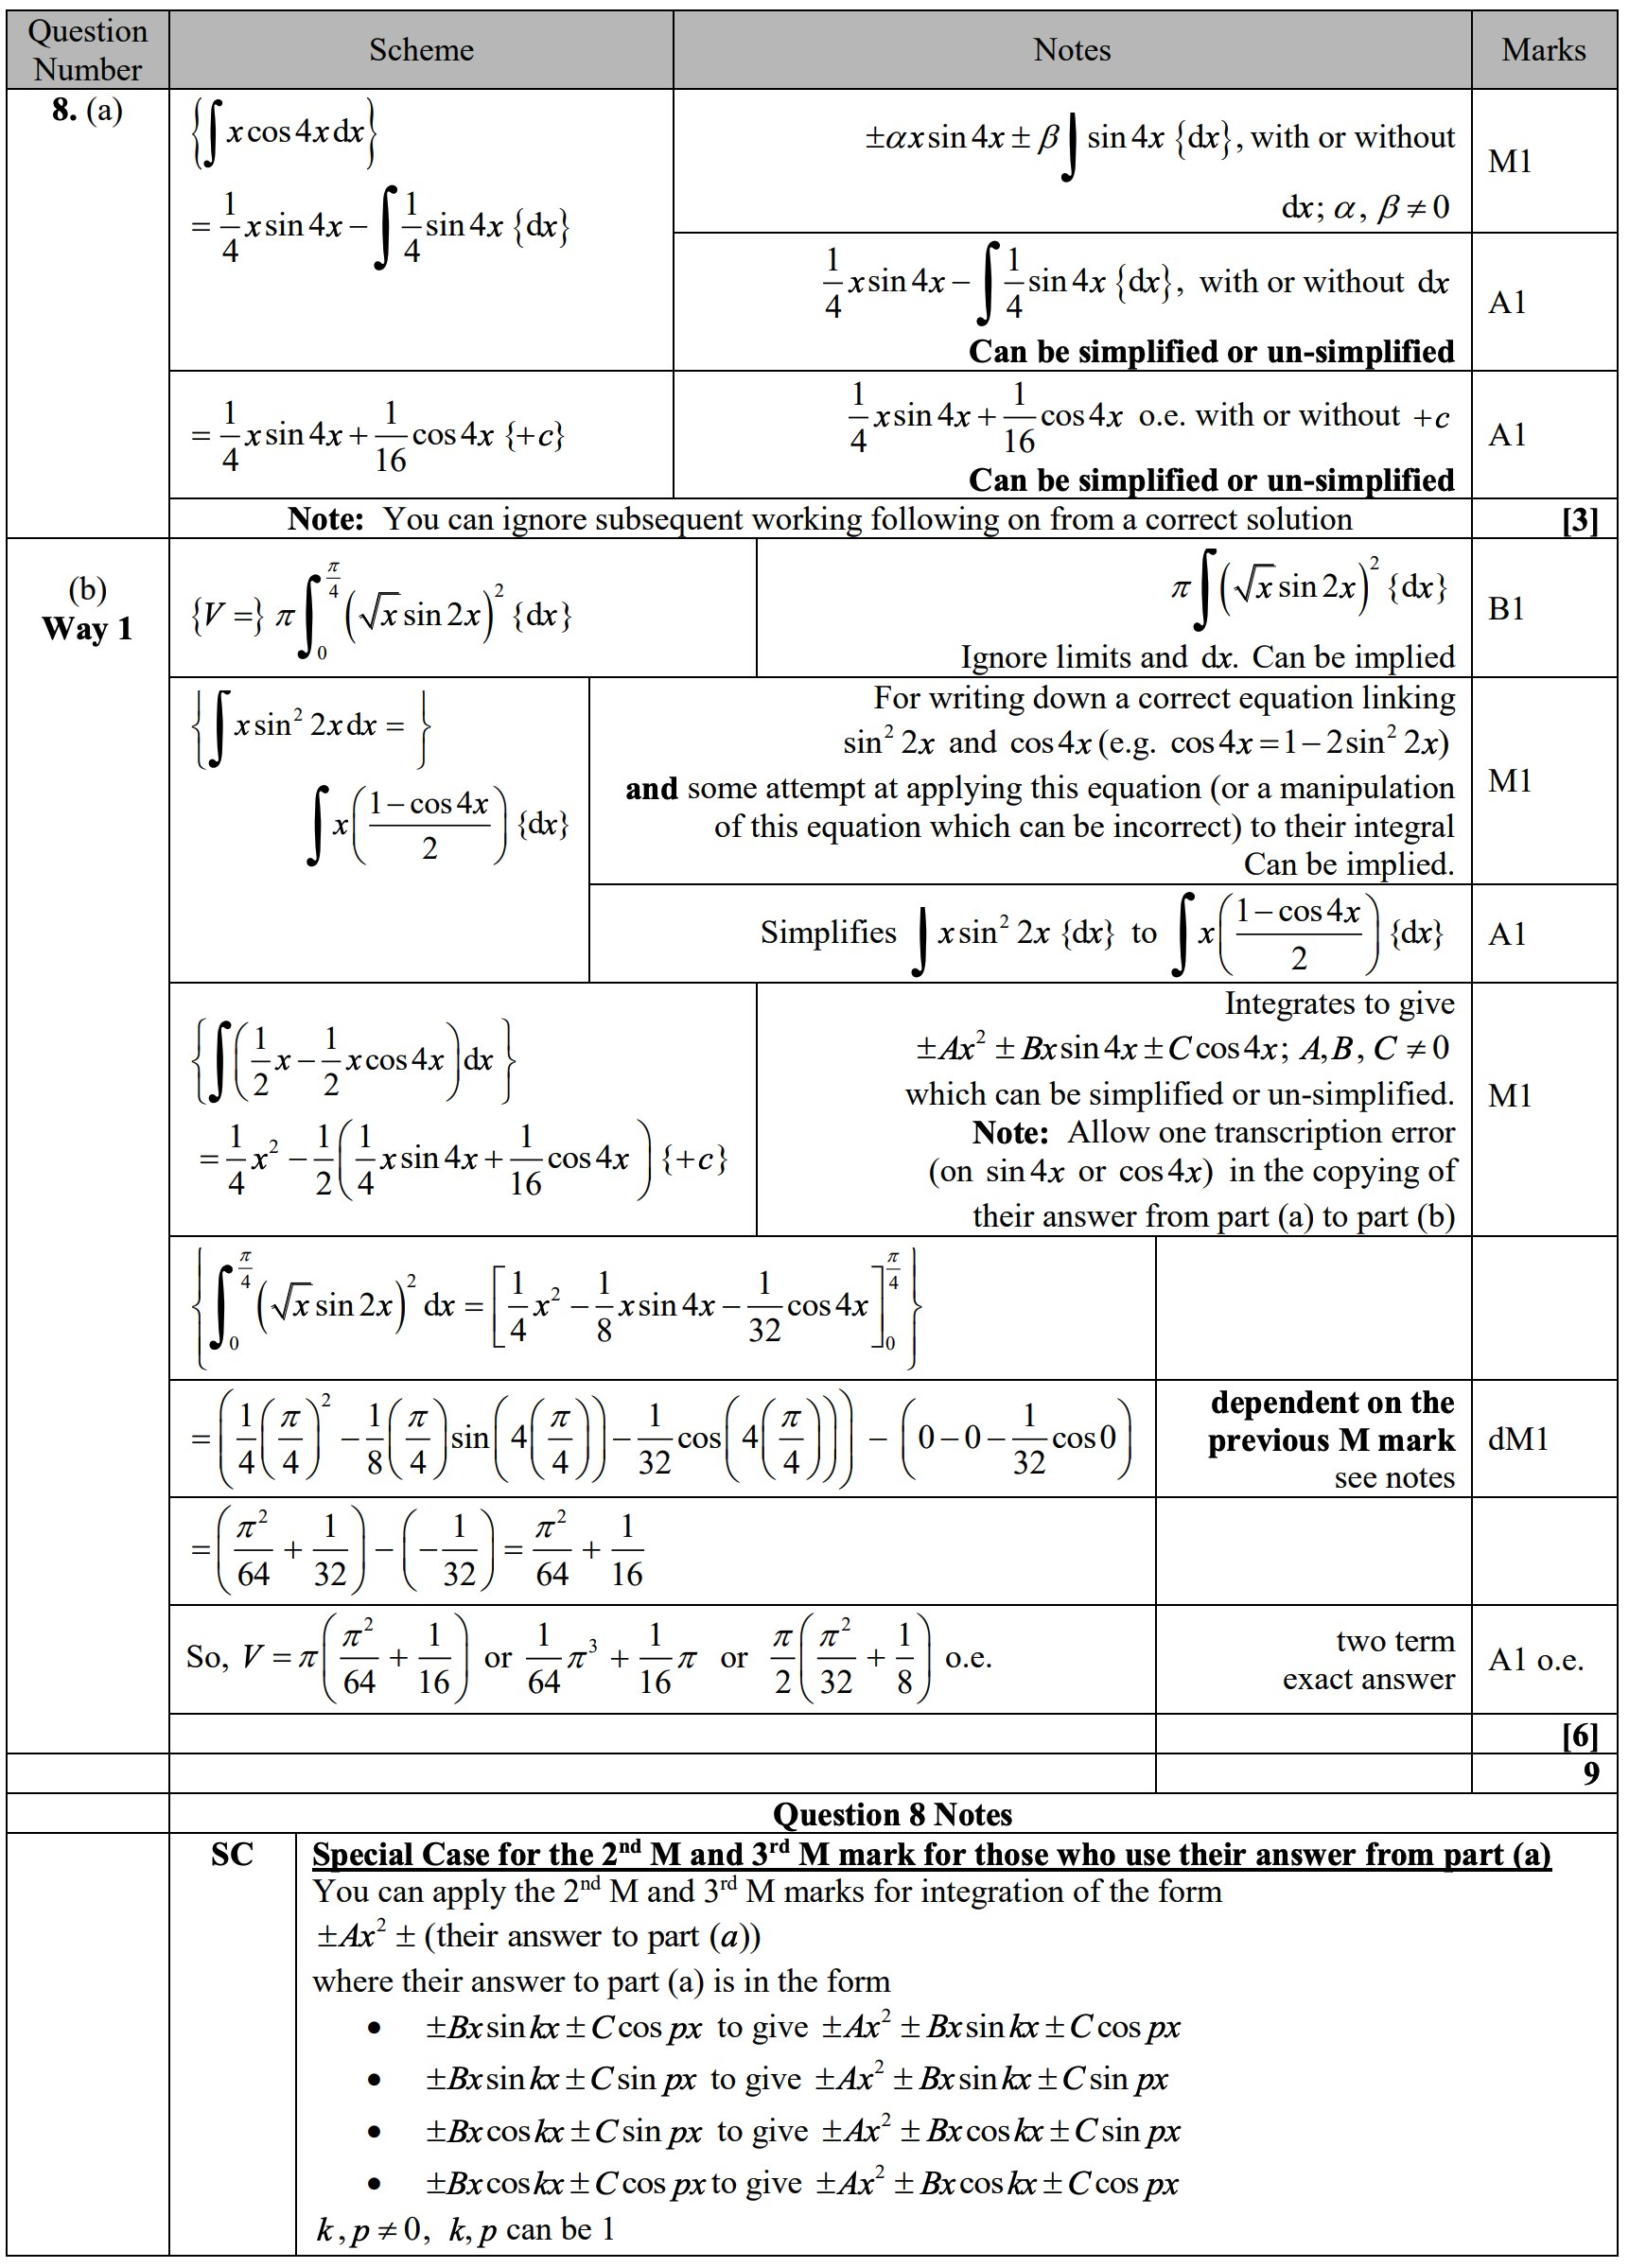 Question Number | Scheme | Notes | Marks
8. (a) | {∫ x cos 4x dx} | ±αx sin 4x ± β∫ sin 4x {dx}, with or without
dx; α, β ≠ 0 | M1
= 1/4 x sin 4x − ∫ 1/4 sin 4x {dx}
1/4 x sin 4x − ∫ 1/4 sin 4x {dx}, with or without dx | A1
Can be simplified or un-simplified
= 1/4 x sin 4x + 1/16 cos 4x {+c} | 1/4 x sin 4x + 1/16 cos 4x o.e. with or without +c | A1
Can be simplified or un-simplified
Note: You can ignore subsequent working following on from a correct solution | [3]
(b)
Way 1 | {V =} π∫₀^(π/4) (√x sin 2x)² {dx} | π∫(√x sin 2x)² {dx} | B1
Ignore limits and dx. Can be implied
{∫ x sin² 2x dx = }
∫ x((1 − cos 4x)/2) {dx}
For writing down a correct equation linking
sin² 2x and cos 4x (e.g. cos 4x = 1 − 2sin² 2x)
and some attempt at applying this equation (or a manipulation | M1
of this equation which can be incorrect) to their integral
Can be implied.
Simplifies ∫ x sin² 2x {dx} to ∫ x((1 − cos 4x)/2) {dx} | A1
{∫(1/2 x − 1/2 x cos 4x) dx}
= 1/4 x² − 1/2(1/4 x sin 4x + 1/16 cos 4x) {+c}
Integrates to give
±Ax² ± Bx sin 4x ± C cos 4x; A, B, C ≠ 0
which can be simplified or un-simplified. | M1
Note: Allow one transcription error
(on sin 4x or cos 4x) in the copying of
their answer from part (a) to part (b)
{∫₀^(π/4) (√x sin 2x)² dx = [1/4 x² − 1/8 x sin 4x − 1/32 cos 4x]₀^(π/4)}
= (1/4(π/4)² − 1/8(π/4) sin(4(π/4)) − 1/32 cos(4(π/4))) − (0 − 0 − 1/32 cos 0) | dM1
dependent on the
previous M mark
see notes
= (π²/64 + 1/32) − (−1/32) = π²/64 + 1/16
So, V = π(π²/64 + 1/16) or 1/64 π³ + 1/16 π or π/2(π²/32 + 1/8) o.e. | A1 o.e.
two term
exact answer
[6]
9
Question 8 Notes
SC | Special Case for the 2nd M and 3rd M mark for those who use their answer from part (a)
You can apply the 2nd M and 3rd M marks for integration of the form
±Ax² ± (their answer to part (a))
where their answer to part (a) is in the form
• ±Bx sin kx ± C cos px to give ±Ax² ± Bx sin kx ± C cos px
• ±Bx sin kx ± C sin px to give ±Ax² ± Bx sin kx ± C sin px
• ±Bx cos kx ± C sin px to give ±Ax² ± Bx cos kx ± C sin px
• ±Bx cos kx ± C cos px to give ±Ax² ± Bx cos kx ± C cos px
k, p ≠ 0, k, p can be 1